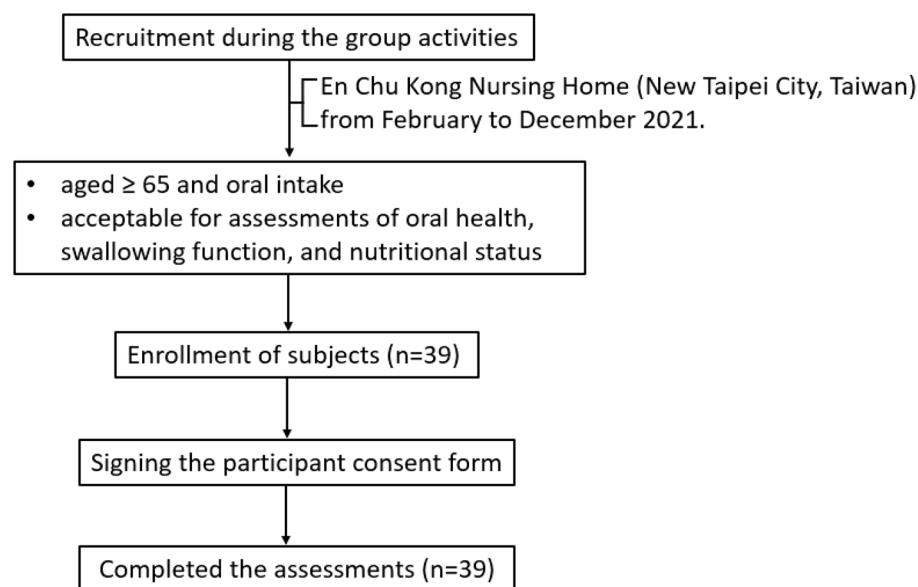 Recruitment during the group activities
En Chu Kong Nursing Home (New Taipei City, Taiwan)
from February to December 2021.
• aged ≥ 65 and oral intake
• acceptable for assessments of oral health,
swallowing function, and nutritional status
Enrollment of subjects (n=39)
Signing the participant consent form
Completed the assessments (n=39)